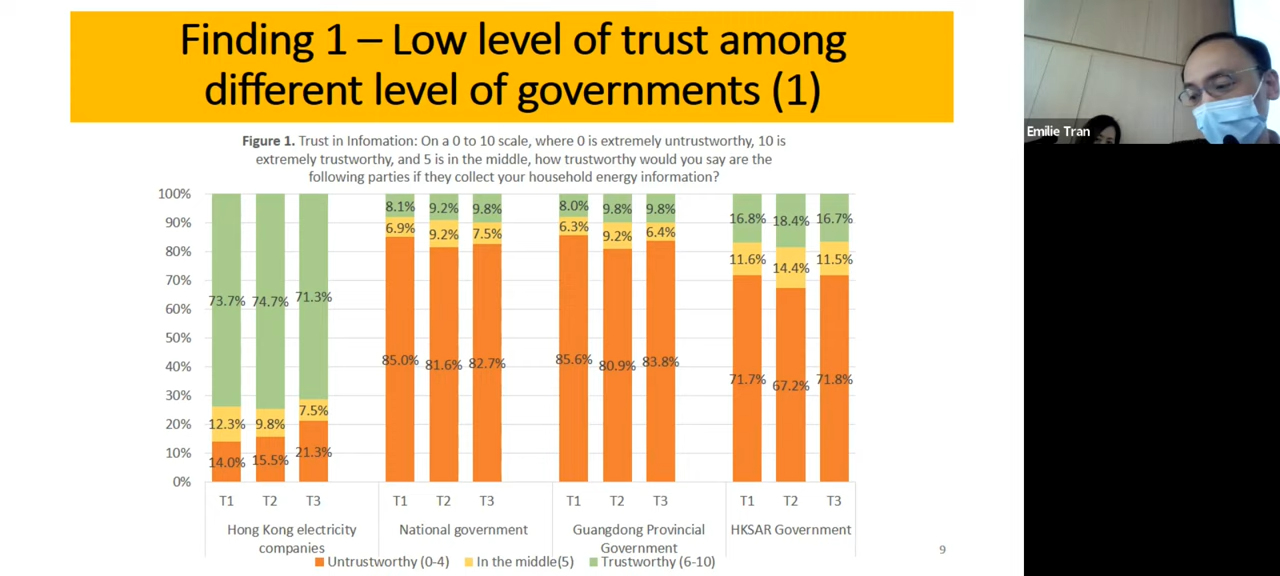 Finding 1 – Low level of trust among
different level of governments (1)
Figure 1. Trust in Infomation: On a 0 to 10 scale, where 0 is extremely untrustworthy, 10 is
extremely trustworthy, and 5 is in the middle, how trustworthy would you say are the
following parties if they collect your household energy information?
100%
90%
80%
70%
60%
50%
40%
30%
20%
10%
0%
73.7% 74.7% 71.3%
12.3% 9.8% 7.5%
14.0% 15.5% 21.3%
8.1% 9.2% 9.8%
6.9% 9.2% 7.5%
85.0% 81.6% 82.7%
8.0% 9.8% 9.8%
6.3% 9.2% 6.4%
85.6% 80.9% 83.8%
16.8% 18.4% 16.7%
11.6% 14.4% 11.5%
71.7% 67.2% 71.8%
T1 T2 T3 T1 T2 T3 T1 T2 T3 T1 T2 T3
Hong Kong electricity
companies
National government
Guangdong Provincial
Government
HKSAR Government
Untrustworthy (0-4) In the middle(5) Trustworthy (6-10)
9
Emilie Tran